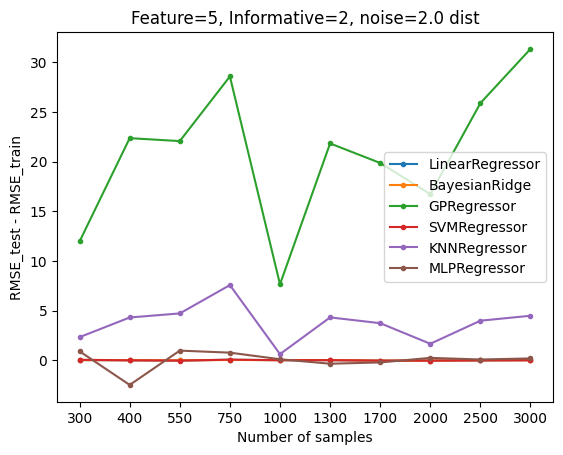 Feature=5, Informative=2, noise=2.0 dist
RMSE_test - RMSE_train
30
25
20
15
10
5
0
LinearRegressor
BayesianRidge
GPRegressor
SVMRegressor
KNNRegressor
MLPRegressor
300 400 550 750 1000 1300 1700 2000 2500 3000
Number of samples